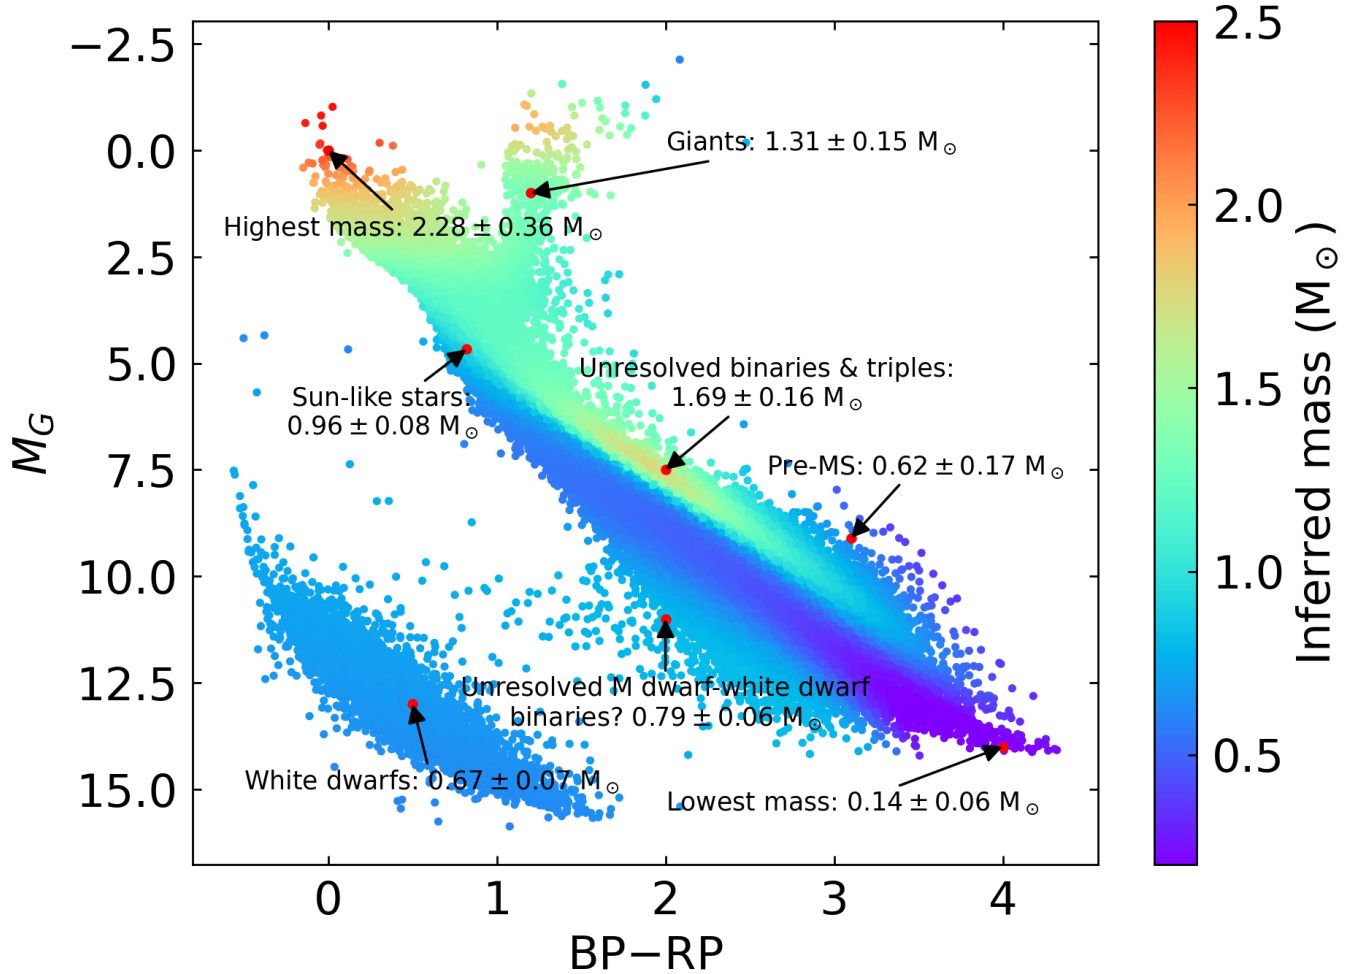 −2.5
0.0
2.5
5.0
7.5
10.0
12.5
15.0
M_G
0 1 2 3 4
BP−RP
Giants: 1.31 ± 0.15 M⊙
Highest mass: 2.28 ± 0.36 M⊙
Unresolved binaries & triples:
1.69 ± 0.16 M⊙
Sun-like stars:
0.96 ± 0.08 M⊙
Pre-MS: 0.62 ± 0.17 M⊙
Unresolved M dwarf-white dwarf
binaries? 0.79 ± 0.06 M⊙
White dwarfs: 0.67 ± 0.07 M⊙
Lowest mass: 0.14 ± 0.06 M⊙
2.5
2.0
1.5
1.0
0.5
Inferred mass (M⊙)